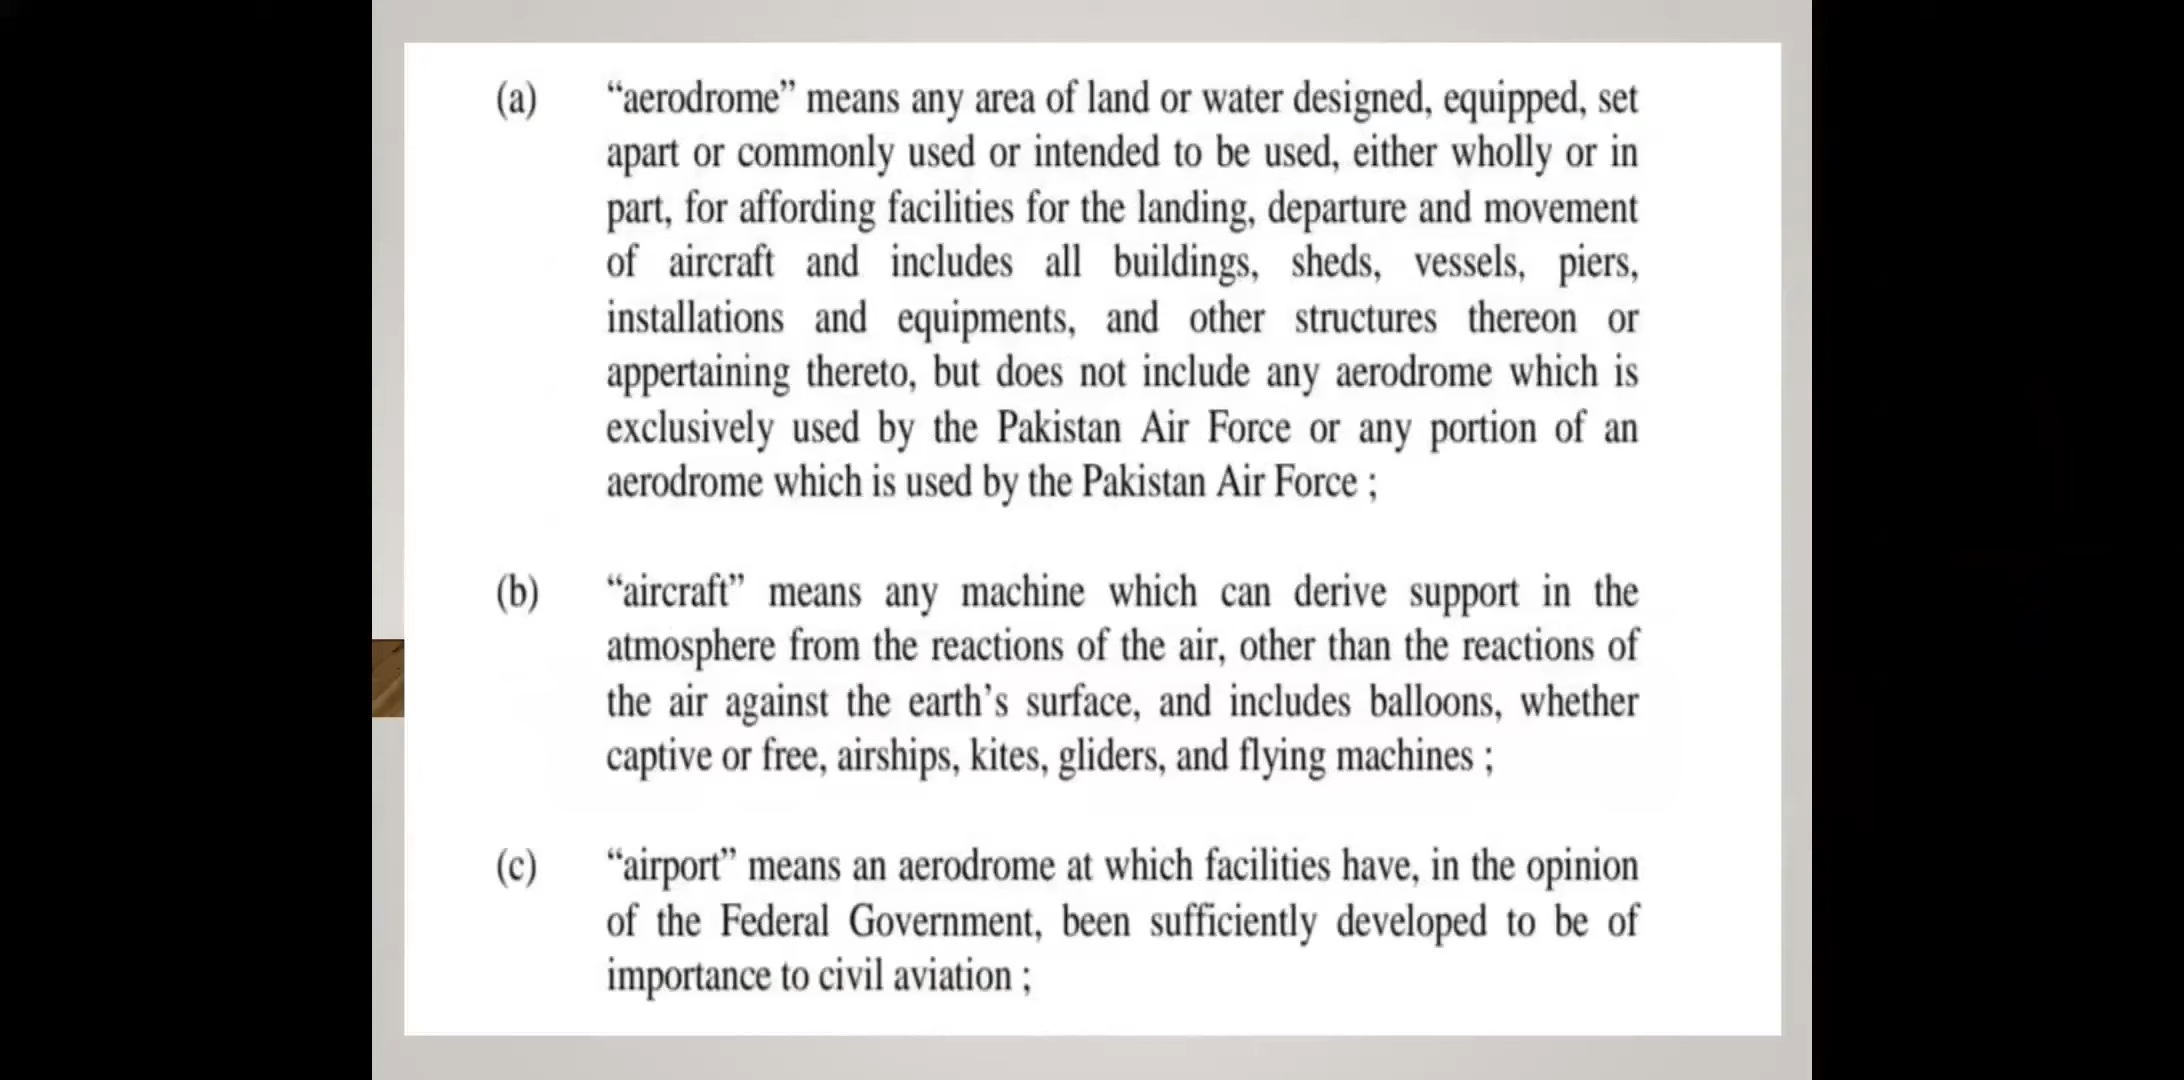 (a) “aerodrome” means any area of land or water designed, equipped, set
apart or commonly used or intended to be used, either wholly or in
part, for affording facilities for the landing, departure and movement
of aircraft and includes all buildings, sheds, vessels, piers,
installations and equipments, and other structures thereon or
appertaining thereto, but does not include any aerodrome which is
exclusively used by the Pakistan Air Force or any portion of an
aerodrome which is used by the Pakistan Air Force ;
(b) “aircraft” means any machine which can derive support in the
atmosphere from the reactions of the air, other than the reactions of
the air against the earth’s surface, and includes balloons, whether
captive or free, airships, kites, gliders, and flying machines ;
(c) “airport” means an aerodrome at which facilities have, in the opinion
of the Federal Government, been sufficiently developed to be of
importance to civil aviation ;